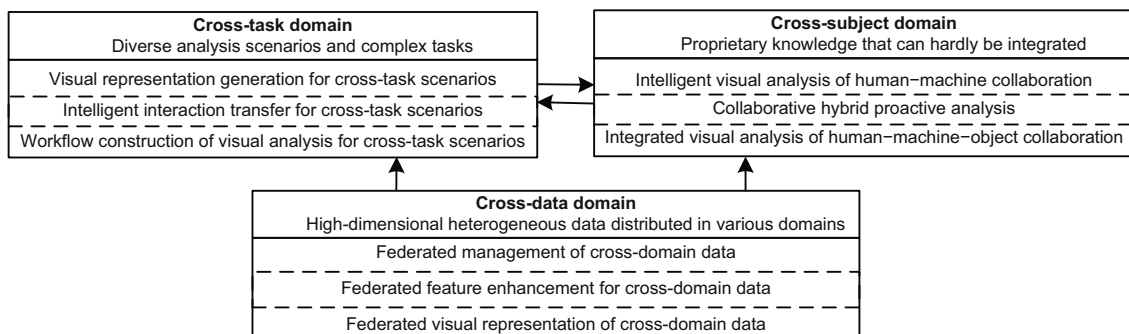 Cross-task domain
Diverse analysis scenarios and complex tasks
Visual representation generation for cross-task scenarios
Intelligent interaction transfer for cross-task scenarios
Workflow construction of visual analysis for cross-task scenarios
Cross-subject domain
Proprietary knowledge that can hardly be integrated
Intelligent visual analysis of human−machine collaboration
Collaborative hybrid proactive analysis
Integrated visual analysis of human−machine−object collaboration
Cross-data domain
High-dimensional heterogeneous data distributed in various domains
Federated management of cross-domain data
Federated feature enhancement for cross-domain data
Federated visual representation of cross-domain data